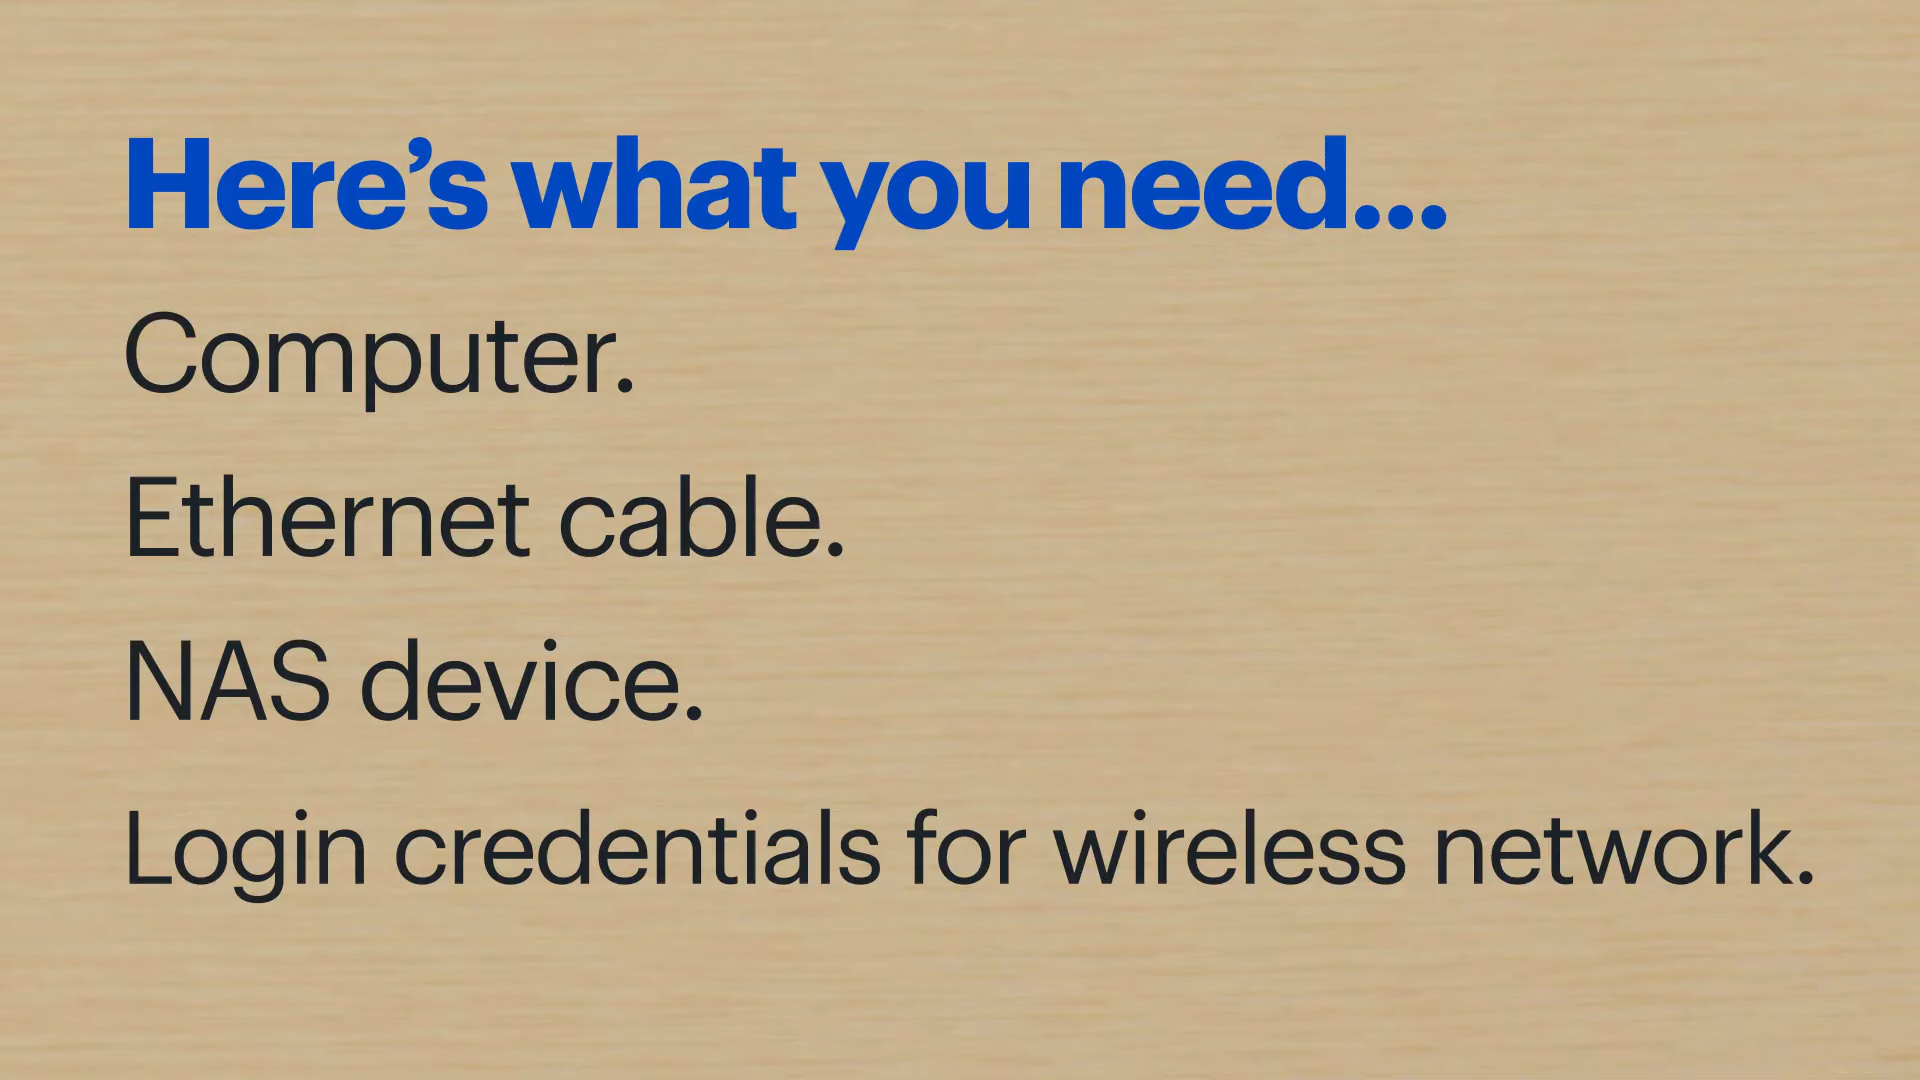 Here’s what you need...
Computer.
Ethernet cable.
NAS device.
Login credentials for wireless network.